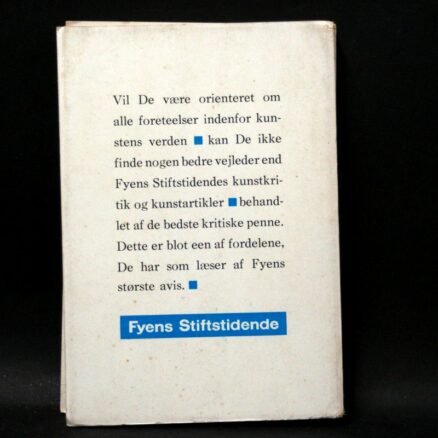 Vil De være orienteret om
alle foreteelser indenfor kun-
stens verden ■ kan De ikke
finde nogen bedre vejleder end
Fyens Stiftstidendes kunstkri-
tik og kunstartikler ■ behand-
let af de bedste kritiske penne.
Dette er blot een af fordelene,
De har som læser af Fyens
største avis. ■
Fyens Stiftstidende